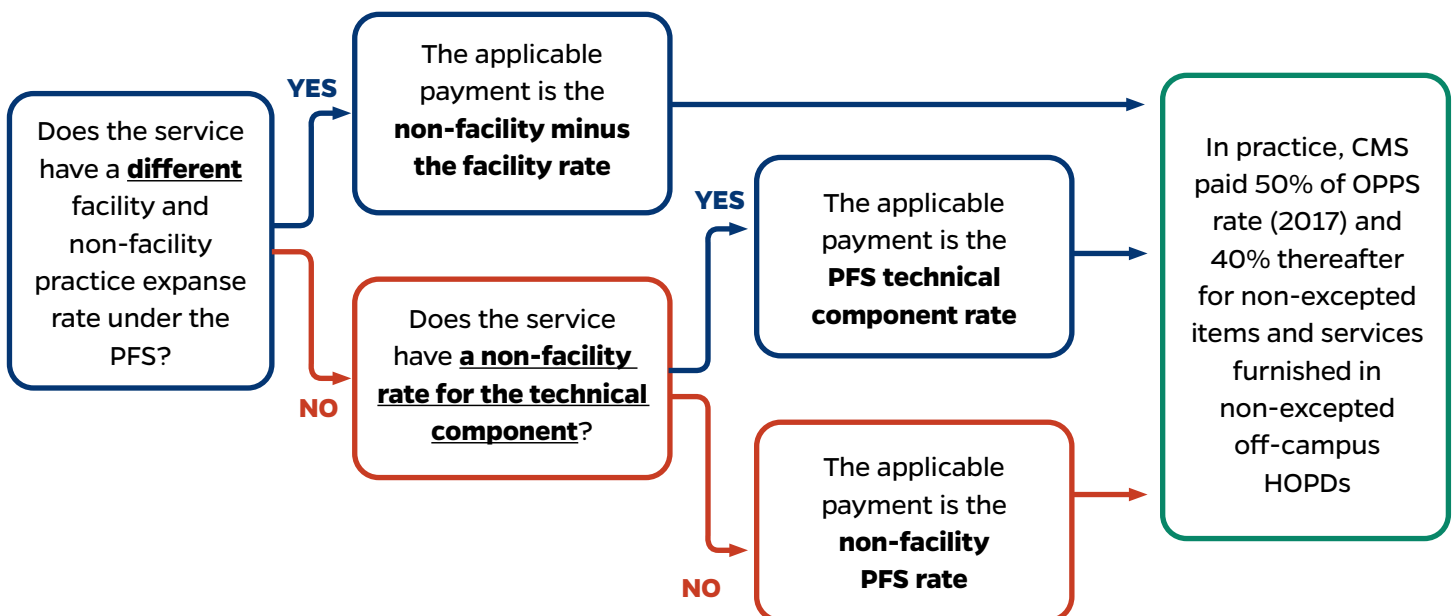 Does the service
have a different
facility and
non-facility
practice expanse
rate under the
PFS?
YES
The applicable
payment is the
non-facility minus
the facility rate
NO
Does the service
have a non-facility
rate for the technical
component?
YES
The applicable
payment is the
PFS technical
component rate
NO
The applicable
payment is the
non-facility
PFS rate
In practice, CMS
paid 50% of OPPS
rate (2017) and
40% thereafter
for non-excepted
items and services
furnished in
non-excepted
off-campus
HOPDs